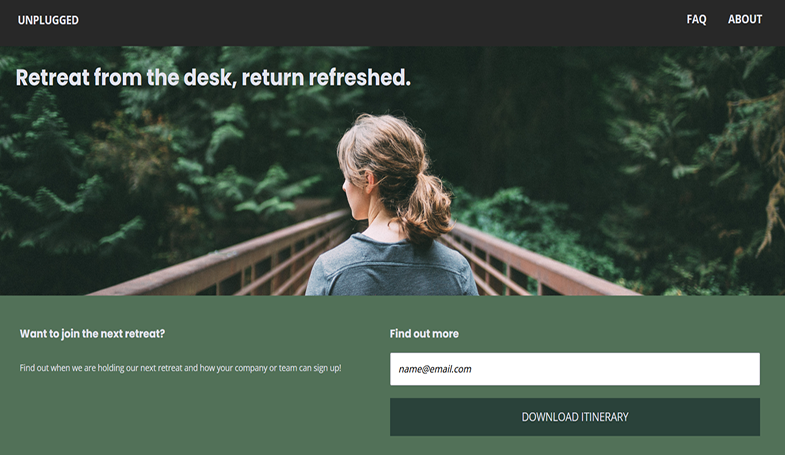 UNPLUGGED
FAQ
ABOUT
Retreat from the desk, return refreshed.
Want to join the next retreat?
Find out when we are holding our next retreat and how your company or team can sign up!
Find out more
name@email.com
DOWNLOAD ITINERARY